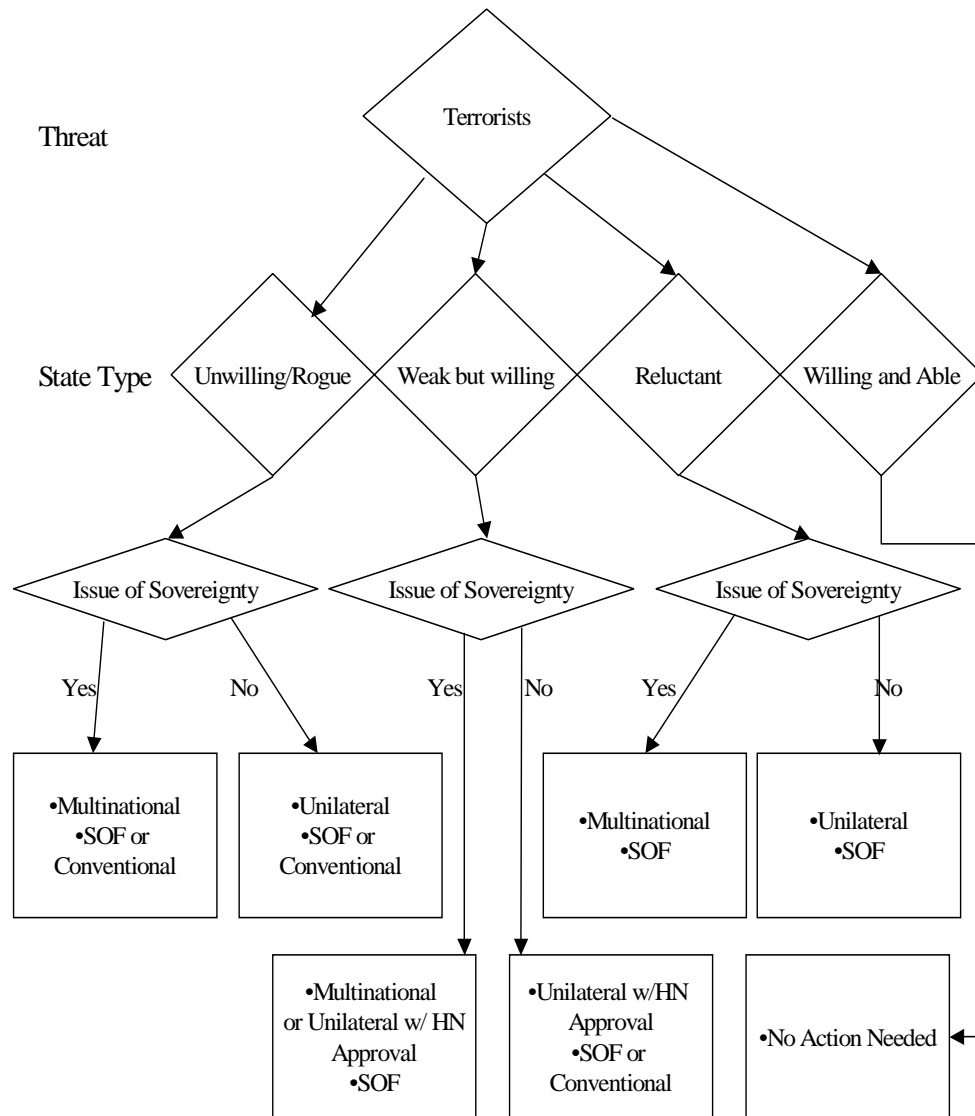 Terrorists
Threat
State Type
Unwilling/Rogue
Weak but willing
Reluctant
Willing and Able
Issue of Sovereignty
Issue of Sovereignty
Issue of Sovereignty
Yes
No
Yes
No
Yes
No
•Multinational
•SOF or
Conventional
•Unilateral
•SOF or
Conventional
•Multinational
•SOF
•Unilateral
•SOF
•Multinational
or Unilateral w/ HN
Approval
•SOF
•Unilateral w/HN
Approval
•SOF or
Conventional
•No Action Needed